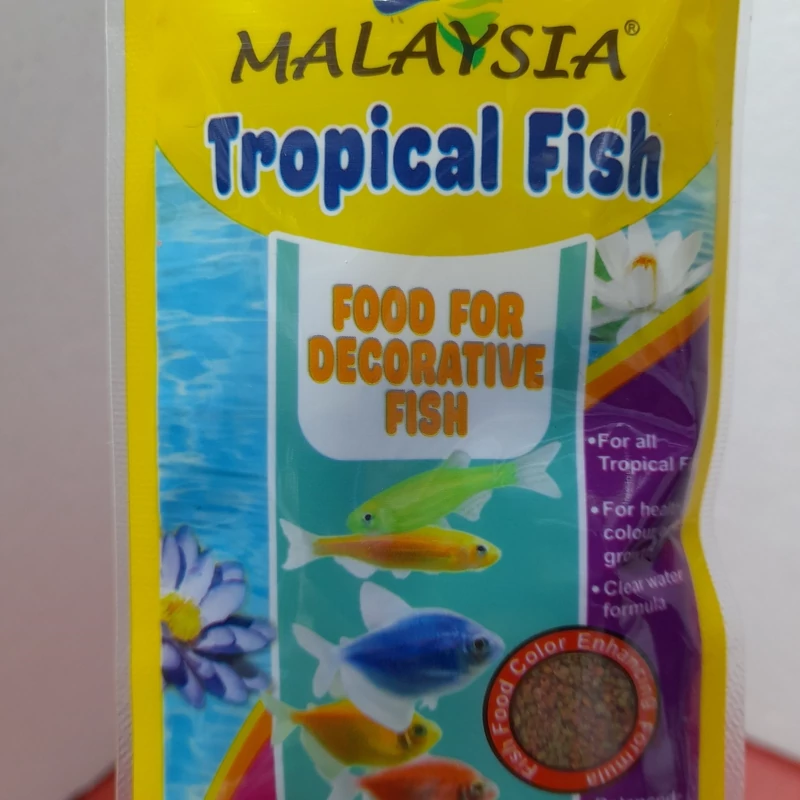 MALAYSIA®
Tropical Fish
FOOD FOR
DECORATIVE
FISH
•For all
Tropical
•For
•Clear water
formula
Fish Food Color Enhancing Formula